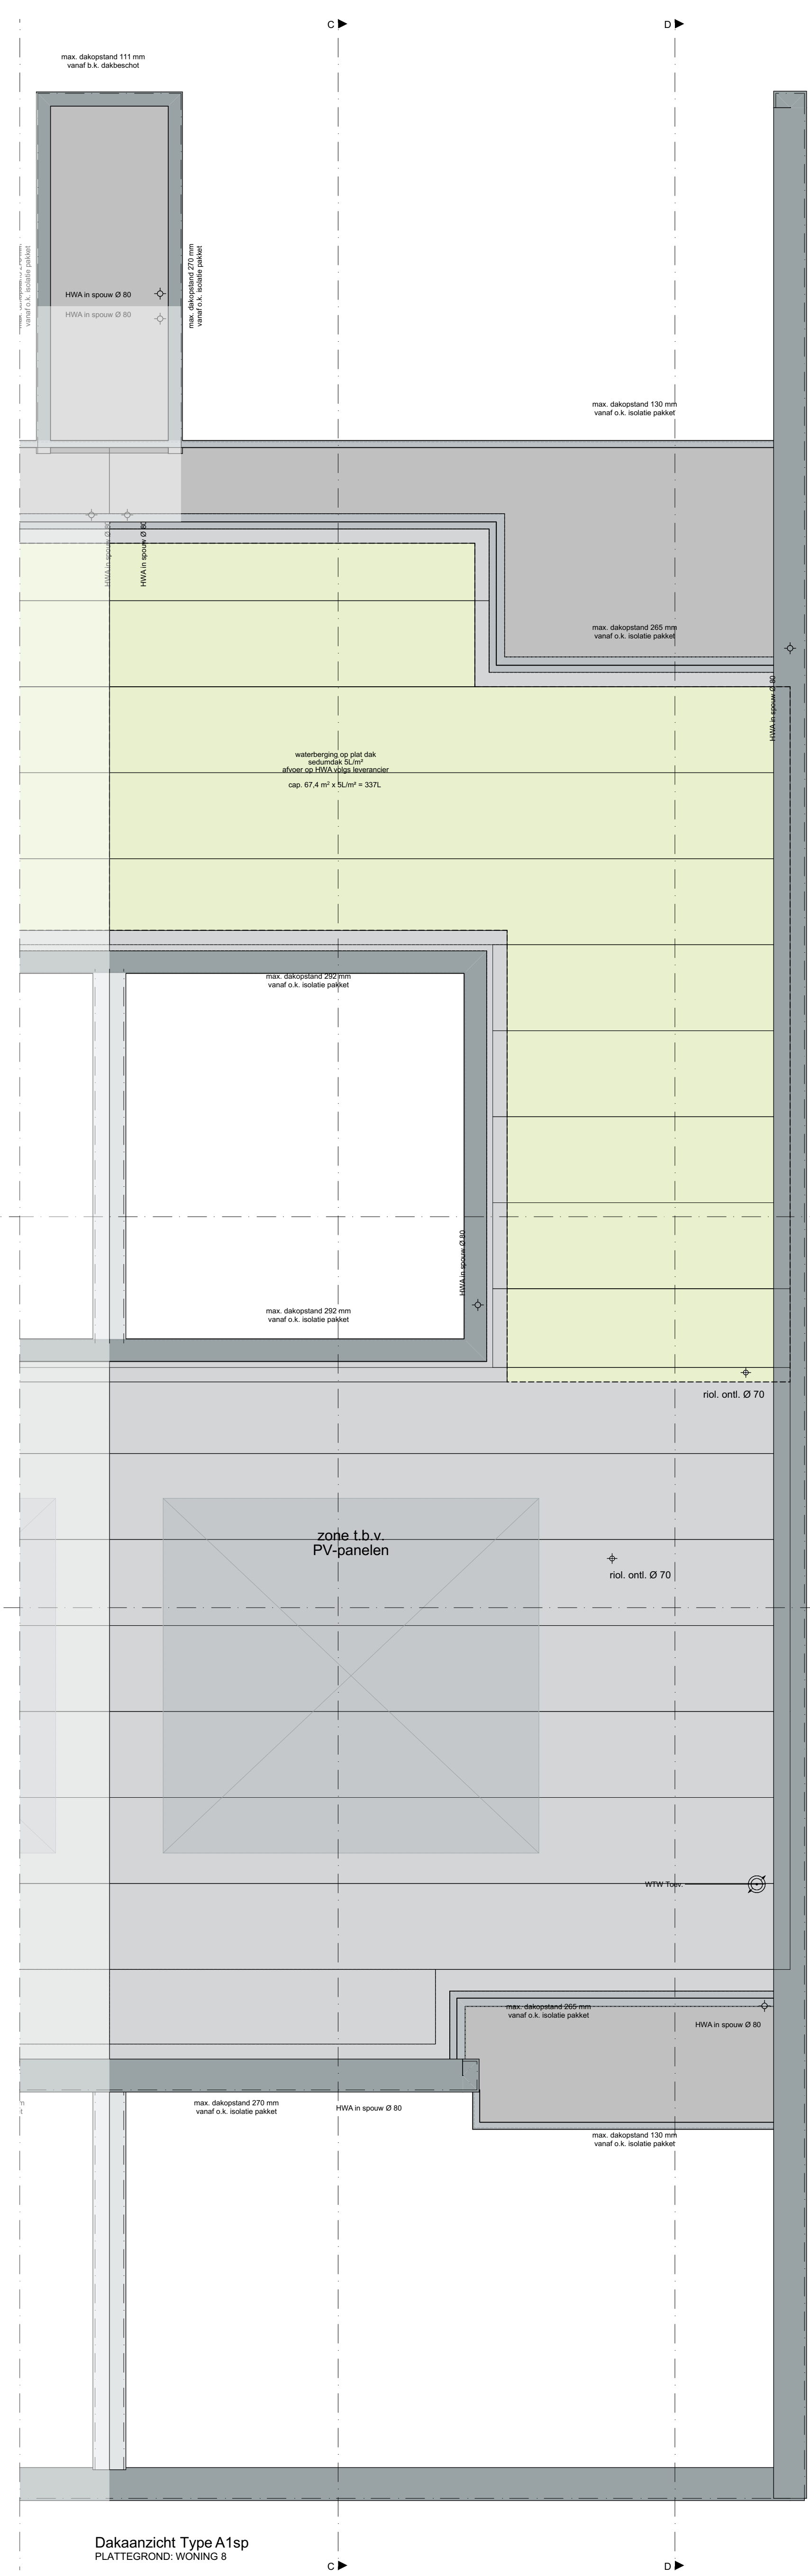 C
D
max. dakopstand 111 mm
vanaf b.k. dakbeschot
vanaf o.k. isolatie pakket
max. dakopstand 270 mm
vanaf o.k. isolatie pakket
HWA in spouw Ø 80
HWA in spouw Ø 80
max. dakopstand 130 mm
vanaf o.k. isolatie pakket
HWA in spouw Ø 80
HWA in spouw Ø 80
max. dakopstand 265 mm
vanaf o.k. isolatie pakket
HWA in spouw Ø 80
waterberging op plat dak
sedumdak 5L/m²
afvoer op HWA volgs leverancier
cap. 67,4 m² x 5L/m² = 337L
max. dakopstand 292 mm
vanaf o.k. isolatie pakket
HWA in spouw Ø 80
max. dakopstand 292 mm
vanaf o.k. isolatie pakket
riol. ontl. Ø 70
zone t.b.v.
PV-panelen
riol. ontl. Ø 70
WTW Toev.
max. dakopstand 265 mm
vanaf o.k. isolatie pakket
HWA in spouw Ø 80
max. dakopstand 270 mm
vanaf o.k. isolatie pakket
HWA in spouw Ø 80
max. dakopstand 130 mm
vanaf o.k. isolatie pakket
Dakaanzicht Type A1sp
PLATTEGROND: WONING 8
C
D